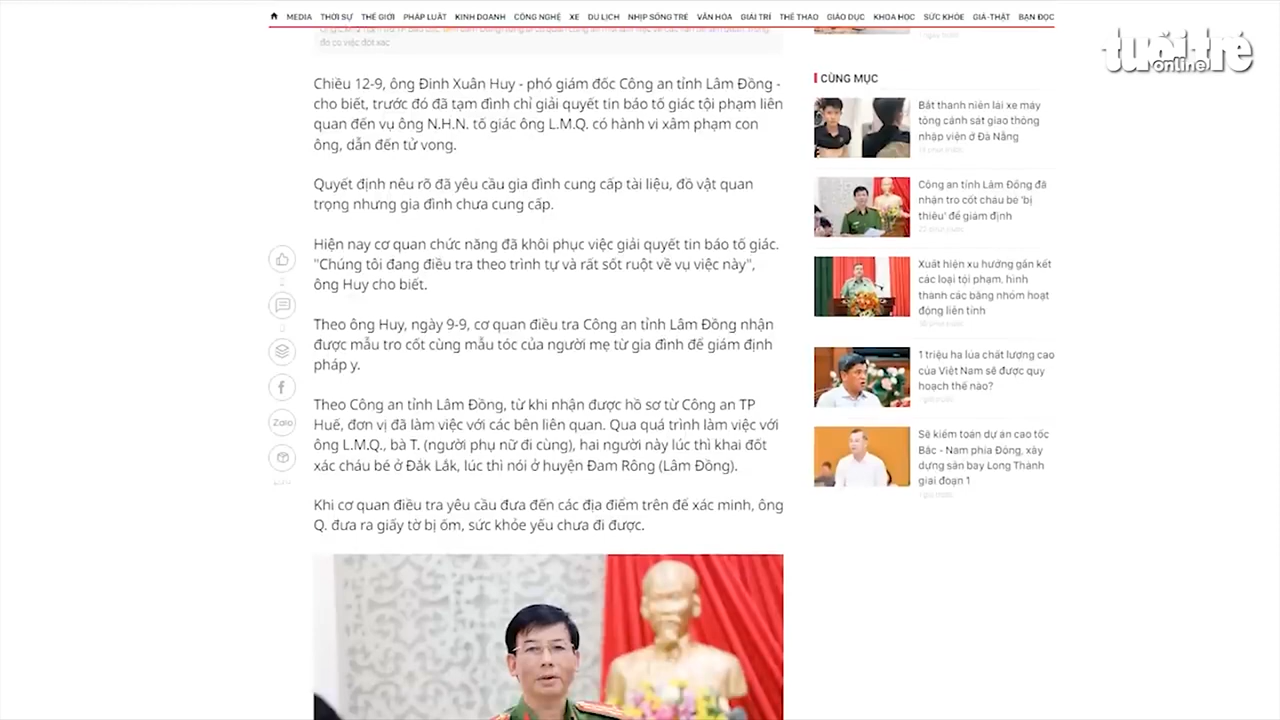 MEDIA THỜI SỰ THẾ GIỚI PHÁP LUẬT KINH DOANH CÔNG NGHỆ XE DU LỊCH NHỊP SỐNG TRẺ VĂN HÓA GIẢI TRÍ THỂ THAO GIÁO DỤC KHOA HỌC SỨC KHỎE GIẢ-THẬT BẠN ĐỌC
tuổi trẻ
online
đó có việc đốt xác
Chiều 12-9, ông Đinh Xuân Huy - phó giám đốc Công an tỉnh Lâm Đồng -
cho biết, trước đó đã tạm đình chỉ giải quyết tin báo tố giác tội phạm liên
quan đến vụ ông N.H.N. tố giác ông L.M.Q. có hành vi xâm phạm con
ông, dẫn đến tử vong.
Quyết định nêu rõ đã yêu cầu gia đình cung cấp tài liệu, đồ vật quan
trọng nhưng gia đình chưa cung cấp.
Hiện nay cơ quan chức năng đã khôi phục việc giải quyết tin báo tố giác.
"Chúng tôi đang điều tra theo trình tự và rất sốt ruột về vụ việc này",
ông Huy cho biết.
Theo ông Huy, ngày 9-9, cơ quan điều tra Công an tỉnh Lâm Đồng nhận
được mẫu tro cốt cùng mẫu tóc của người mẹ từ gia đình để giám định
pháp y.
Theo Công an tỉnh Lâm Đồng, từ khi nhận được hồ sơ từ Công an TP
Huế, đơn vị đã làm việc với các bên liên quan. Qua quá trình làm việc với
ông L.M.Q., bà T. (người phụ nữ đi cùng), hai người này lúc thì khai đốt
xác cháu bé ở Đắk Lắk, lúc thì nói ở huyện Đam Rông (Lâm Đồng).
Khi cơ quan điều tra yêu cầu đưa đến các địa điểm trên để xác minh, ông
Q. đưa ra giấy tờ bị ốm, sức khỏe yếu chưa đi được.
Zalo
CÙNG MỤC
Bắt thanh niên lái xe máy
tông cảnh sát giao thông
nhập viện ở Đà Nẵng
Công an tỉnh Lâm Đồng đã
nhận tro cốt cháu bé 'bị
thiêu' để giám định
Xuất hiện xu hướng gắn kết
các loại tội phạm, hình
thành các băng nhóm hoạt
động liên tỉnh
1 triệu ha lúa chất lượng cao
của Việt Nam sẽ được quy
hoạch thế nào?
Sẽ kiểm toán dự án cao tốc
Bắc - Nam phía Đông, xây
dựng sân bay Long Thành
giai đoạn 1